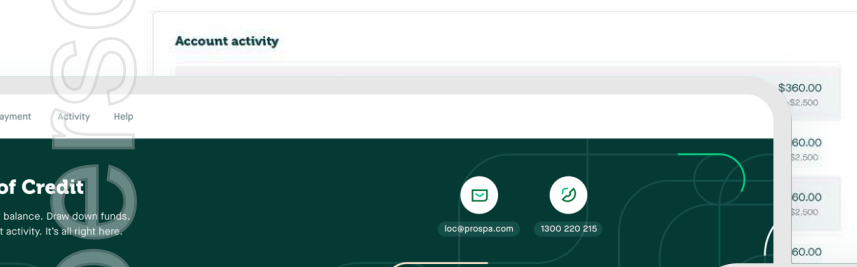 Account activity
$360.00
-$2,500
ayment Activity Help
60.00
$2,500
of Credit
balance. Draw down funds.
t activity. It's all right here.
60.00
$2,500
loc@prospa.com 1300 220 215
60.00